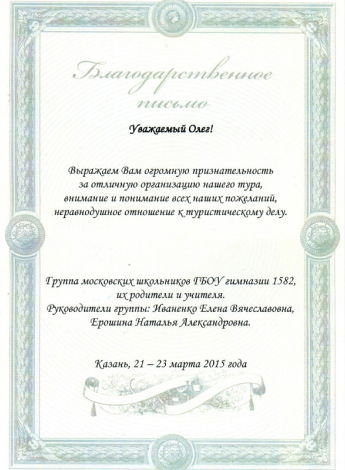 Благодарственное
письмо
Уважаемый Олег!
Выражаем Вам огромную признательность
за отличную организацию нашего тура,
внимание и понимание всех наших пожеланий,
неравнодушное отношение к туристическому делу.
Группа московских школьников ГБОУ гимназии 1582,
их родители и учителя.
Руководители группы: Иваненко Елена Вячеславовна,
Ерошина Наталья Александровна.
Казань, 21 – 23 марта 2015 года